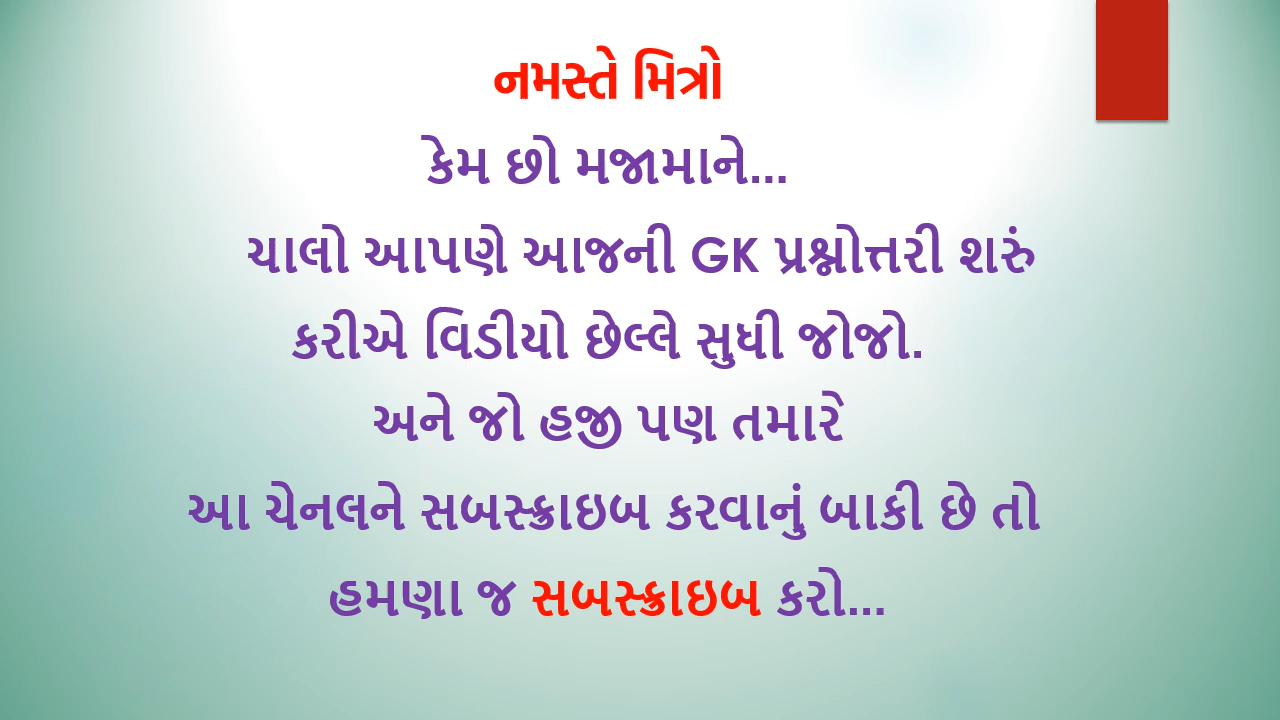 નમસ્તે મિત્રો
કેમ છો મજામાને...
ચાલો આપણે આજની GK પ્રશ્નોત્તરી શરું
કરીએ વિડીયો છેલ્લે સુધી જોજો.
અને જો હજી પણ તમારે
આ ચેનલને સબસ્ક્રાઇબ કરવાનું બાકી છે તો
હમણા જ સબસ્ક્રાઇબ કરો...